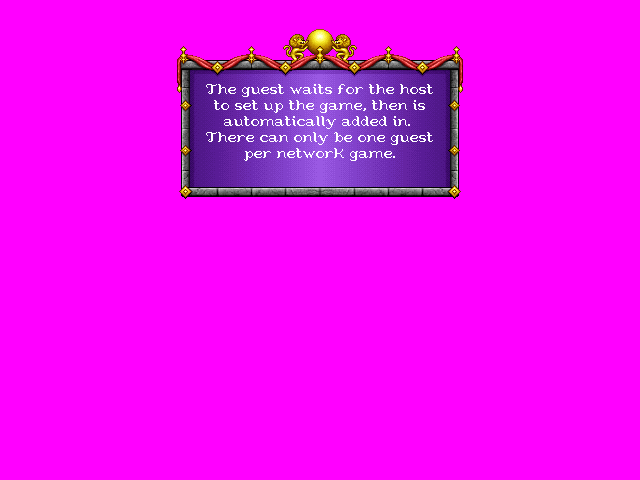 The guest waits for the host
to set up the game, then is
automatically added in.
There can only be one guest
per network game.